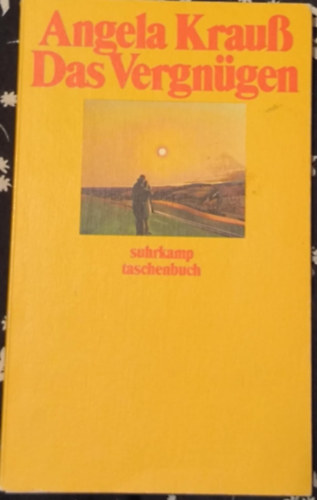 Angela Krauß
Das Vergnügen
suhrkamp
taschenbuch